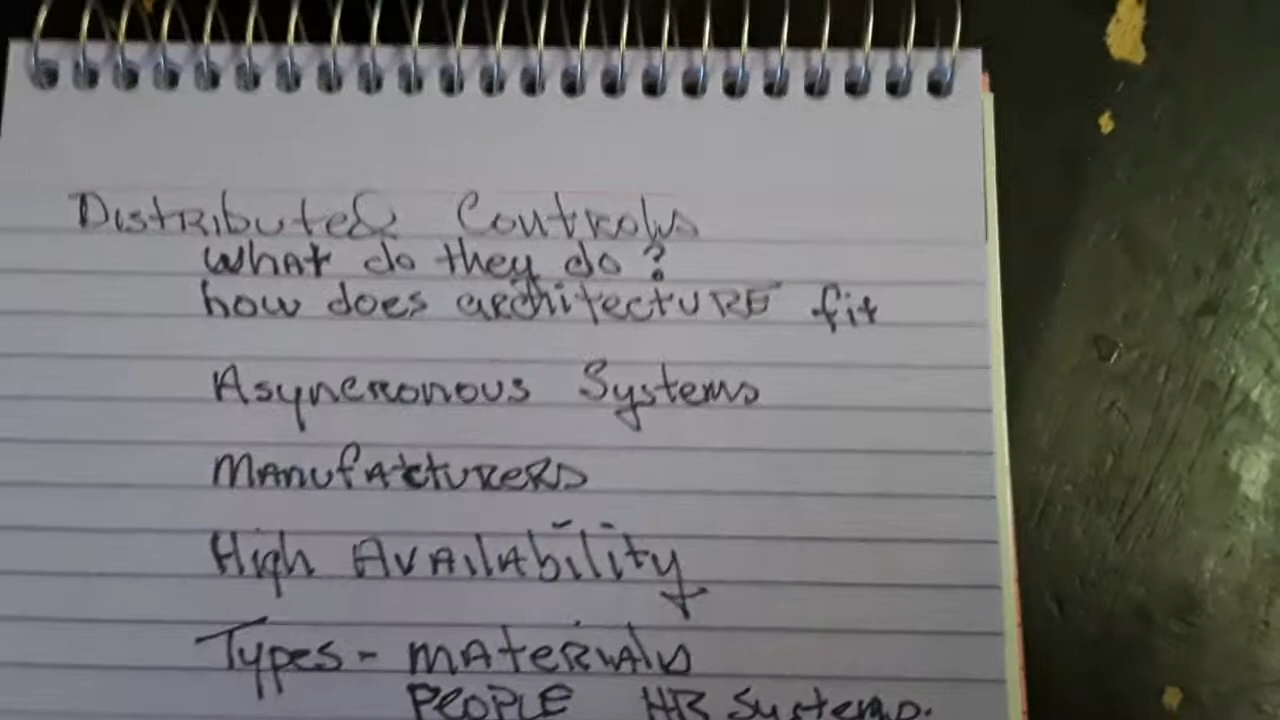 Distributed Controls
What do they do?
how does architecture fit
Asyncronous Systems
Manufacturers
High Availability
Types - materials
PEOPLE HR Systems.